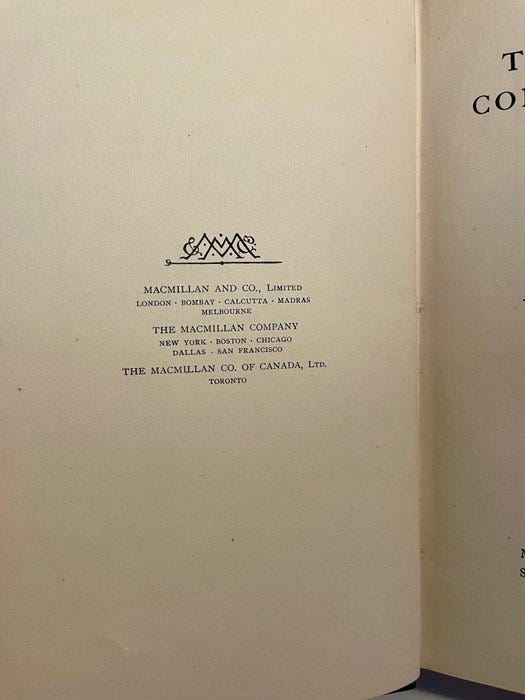 MACMILLAN AND CO., LIMITED
LONDON · BOMBAY · CALCUTTA · MADRAS
MELBOURNE
THE MACMILLAN COMPANY
NEW YORK · BOSTON · CHICAGO
DALLAS · SAN FRANCISCO
THE MACMILLAN CO. OF CANADA, LTD.
TORONTO